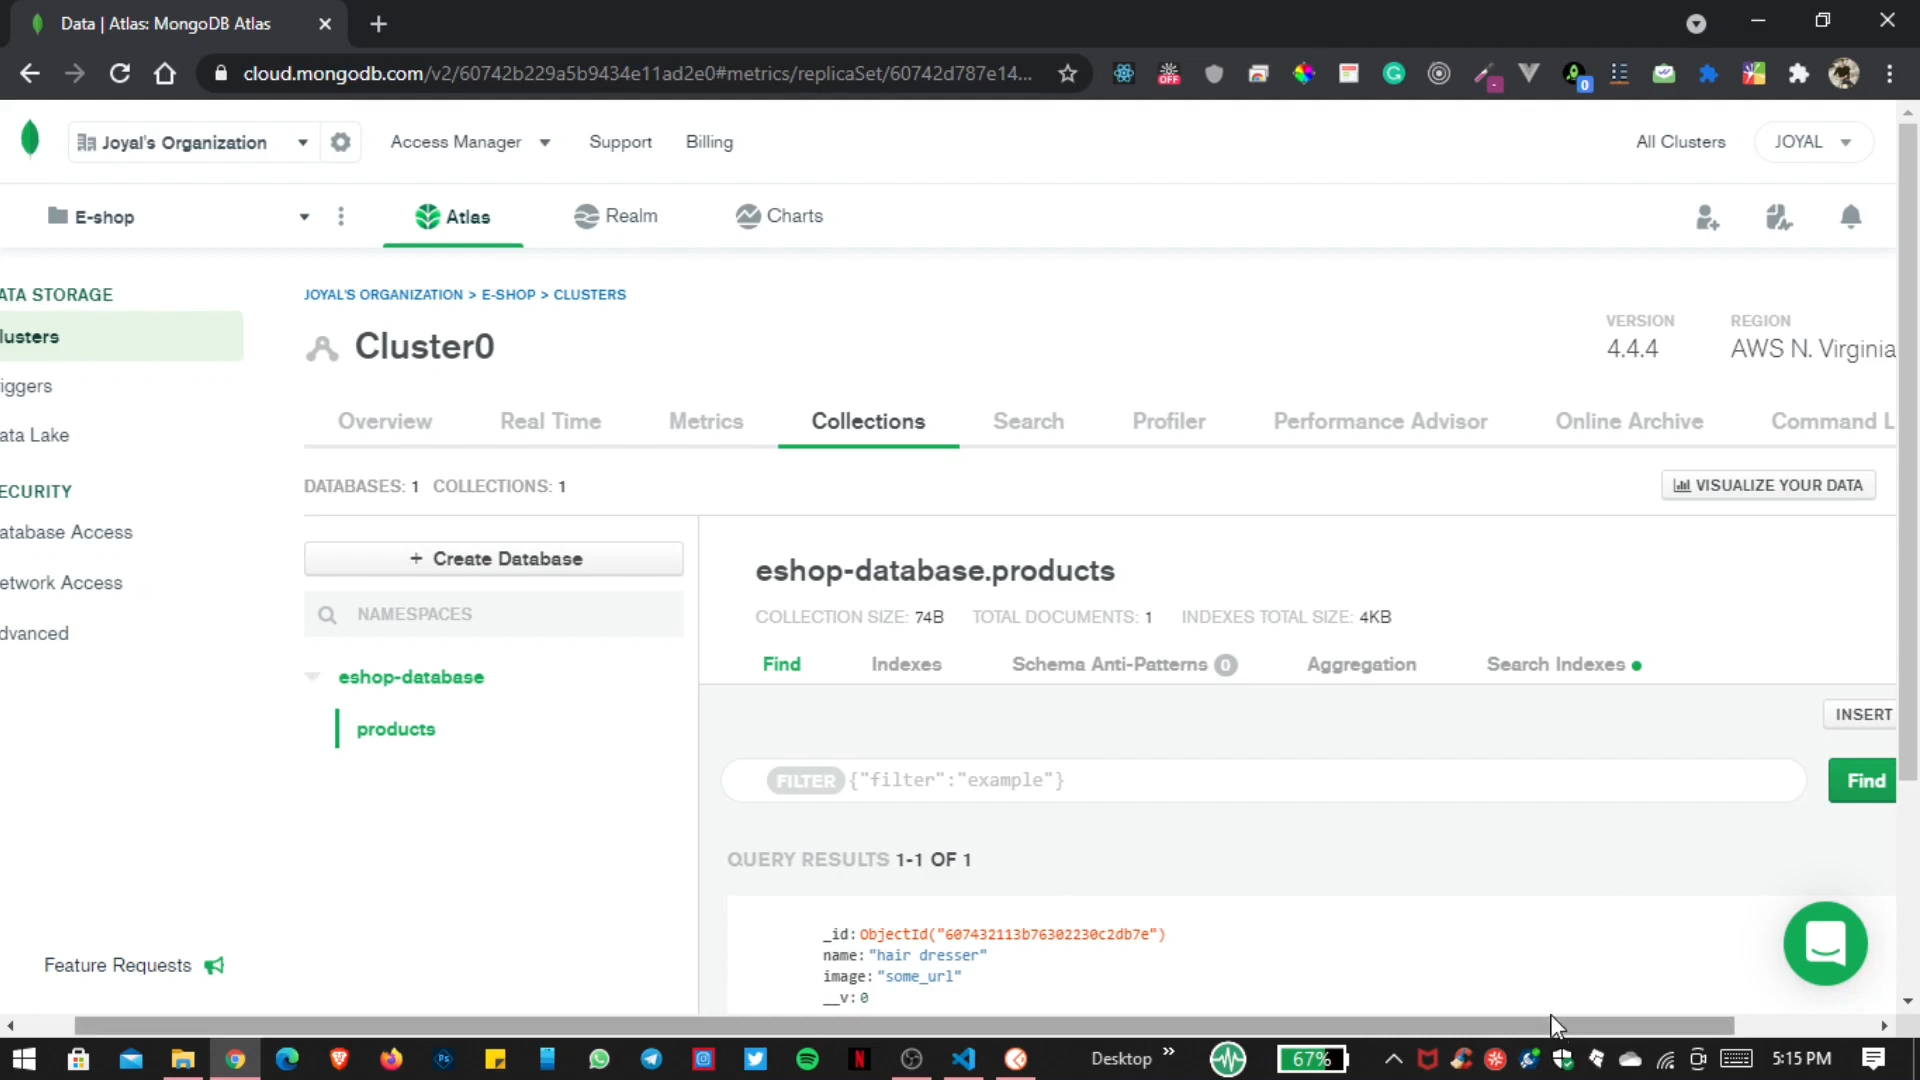 Data | Atlas: MongoDB Atlas
cloud.mongodb.com/v2/60742b229a5b9434e11ad2e0#metrics/replicaSet/60742d787e14...
OFF
0
Joyal's Organization
Access Manager
Support
Billing
All Clusters
JOYAL
E-shop
Atlas
Realm
Charts
ATA STORAGE
lusters
iggers
ata Lake
ECURITY
atabase Access
etwork Access
dvanced
Feature Requests
JOYAL'S ORGANIZATION > E-SHOP > CLUSTERS
Cluster0
VERSION
4.4.4
REGION
AWS N. Virginia
Overview
Real Time
Metrics
Collections
Search
Profiler
Performance Advisor
Online Archive
Command L
DATABASES: 1 COLLECTIONS: 1
VISUALIZE YOUR DATA
+ Create Database
NAMESPACES
eshop-database
products
eshop-database.products
COLLECTION SIZE: 74B TOTAL DOCUMENTS: 1 INDEXES TOTAL SIZE: 4KB
Find
Indexes
Schema Anti-Patterns 0
Aggregation
Search Indexes
INSERT
FILTER {"filter":"example"}
Find
QUERY RESULTS 1-1 OF 1
_id: ObjectId("607432113b76302230c2db7e")
name: "hair dresser"
image: "some_url"
__v: 0
Ps
N
Desktop
67%
5:15 PM